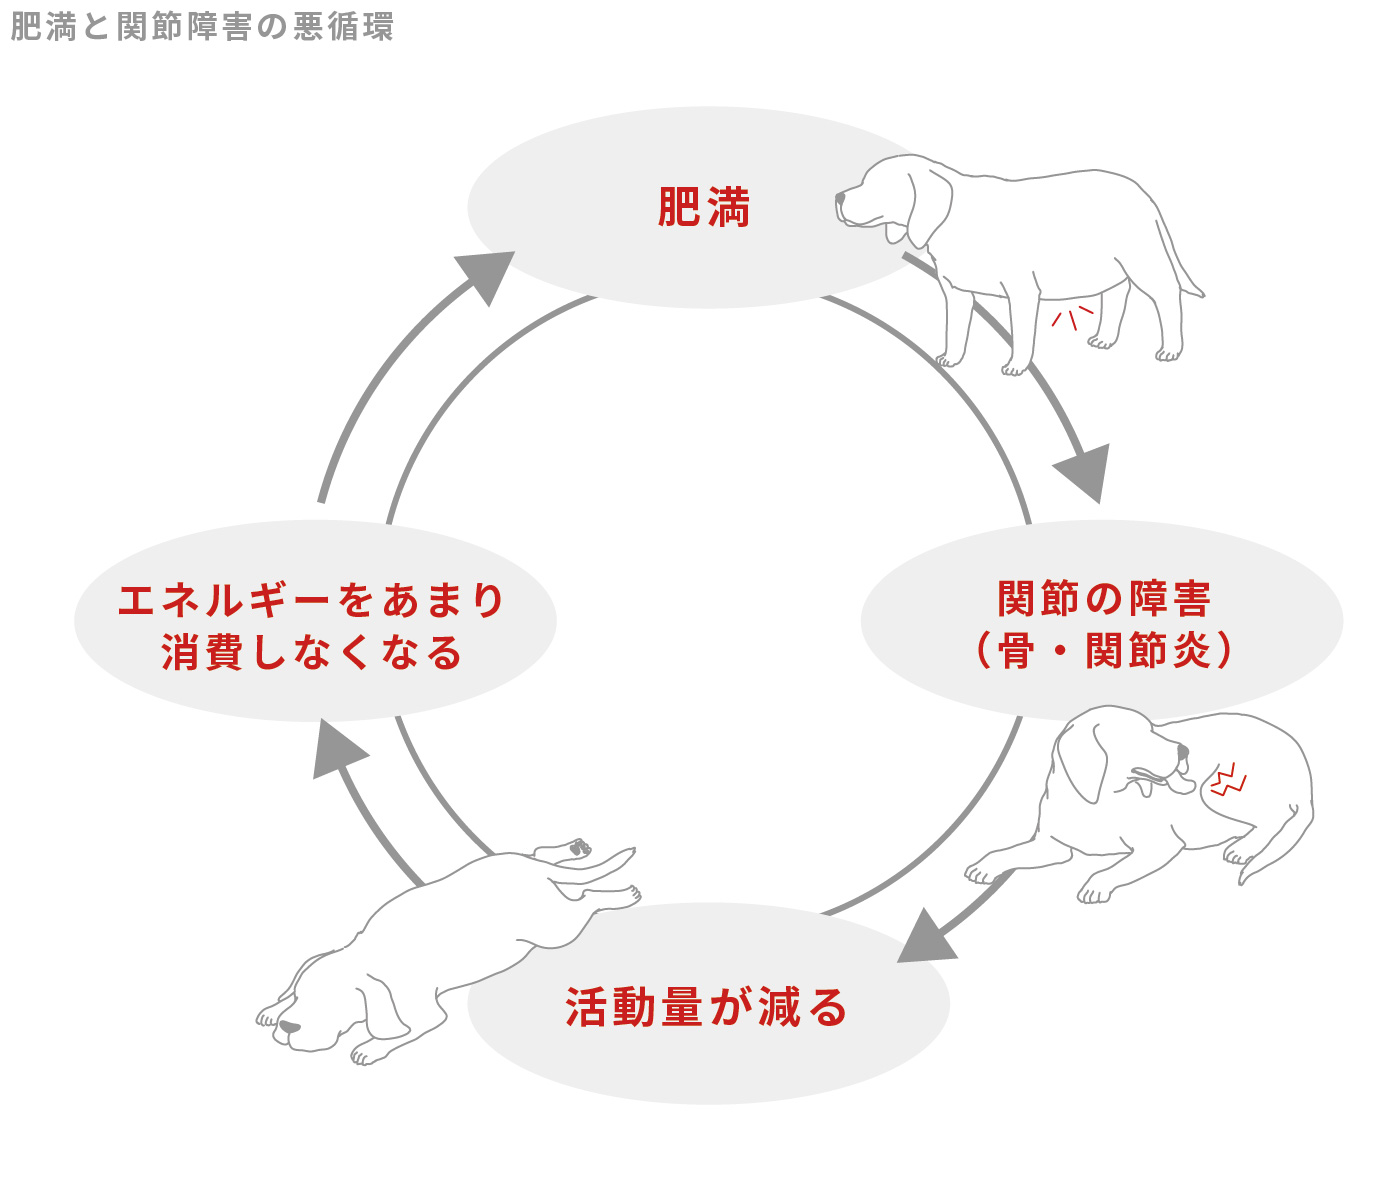 肥満と関節障害の悪循環
肥満
関節の障害
（骨・関節炎）
活動量が減る
エネルギーをあまり
消費しなくなる